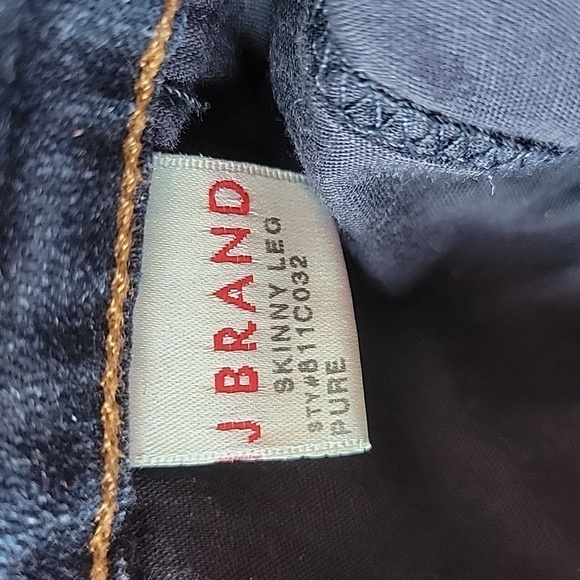 J BRAND
SKINNY LEG
STY#811C032
PURE